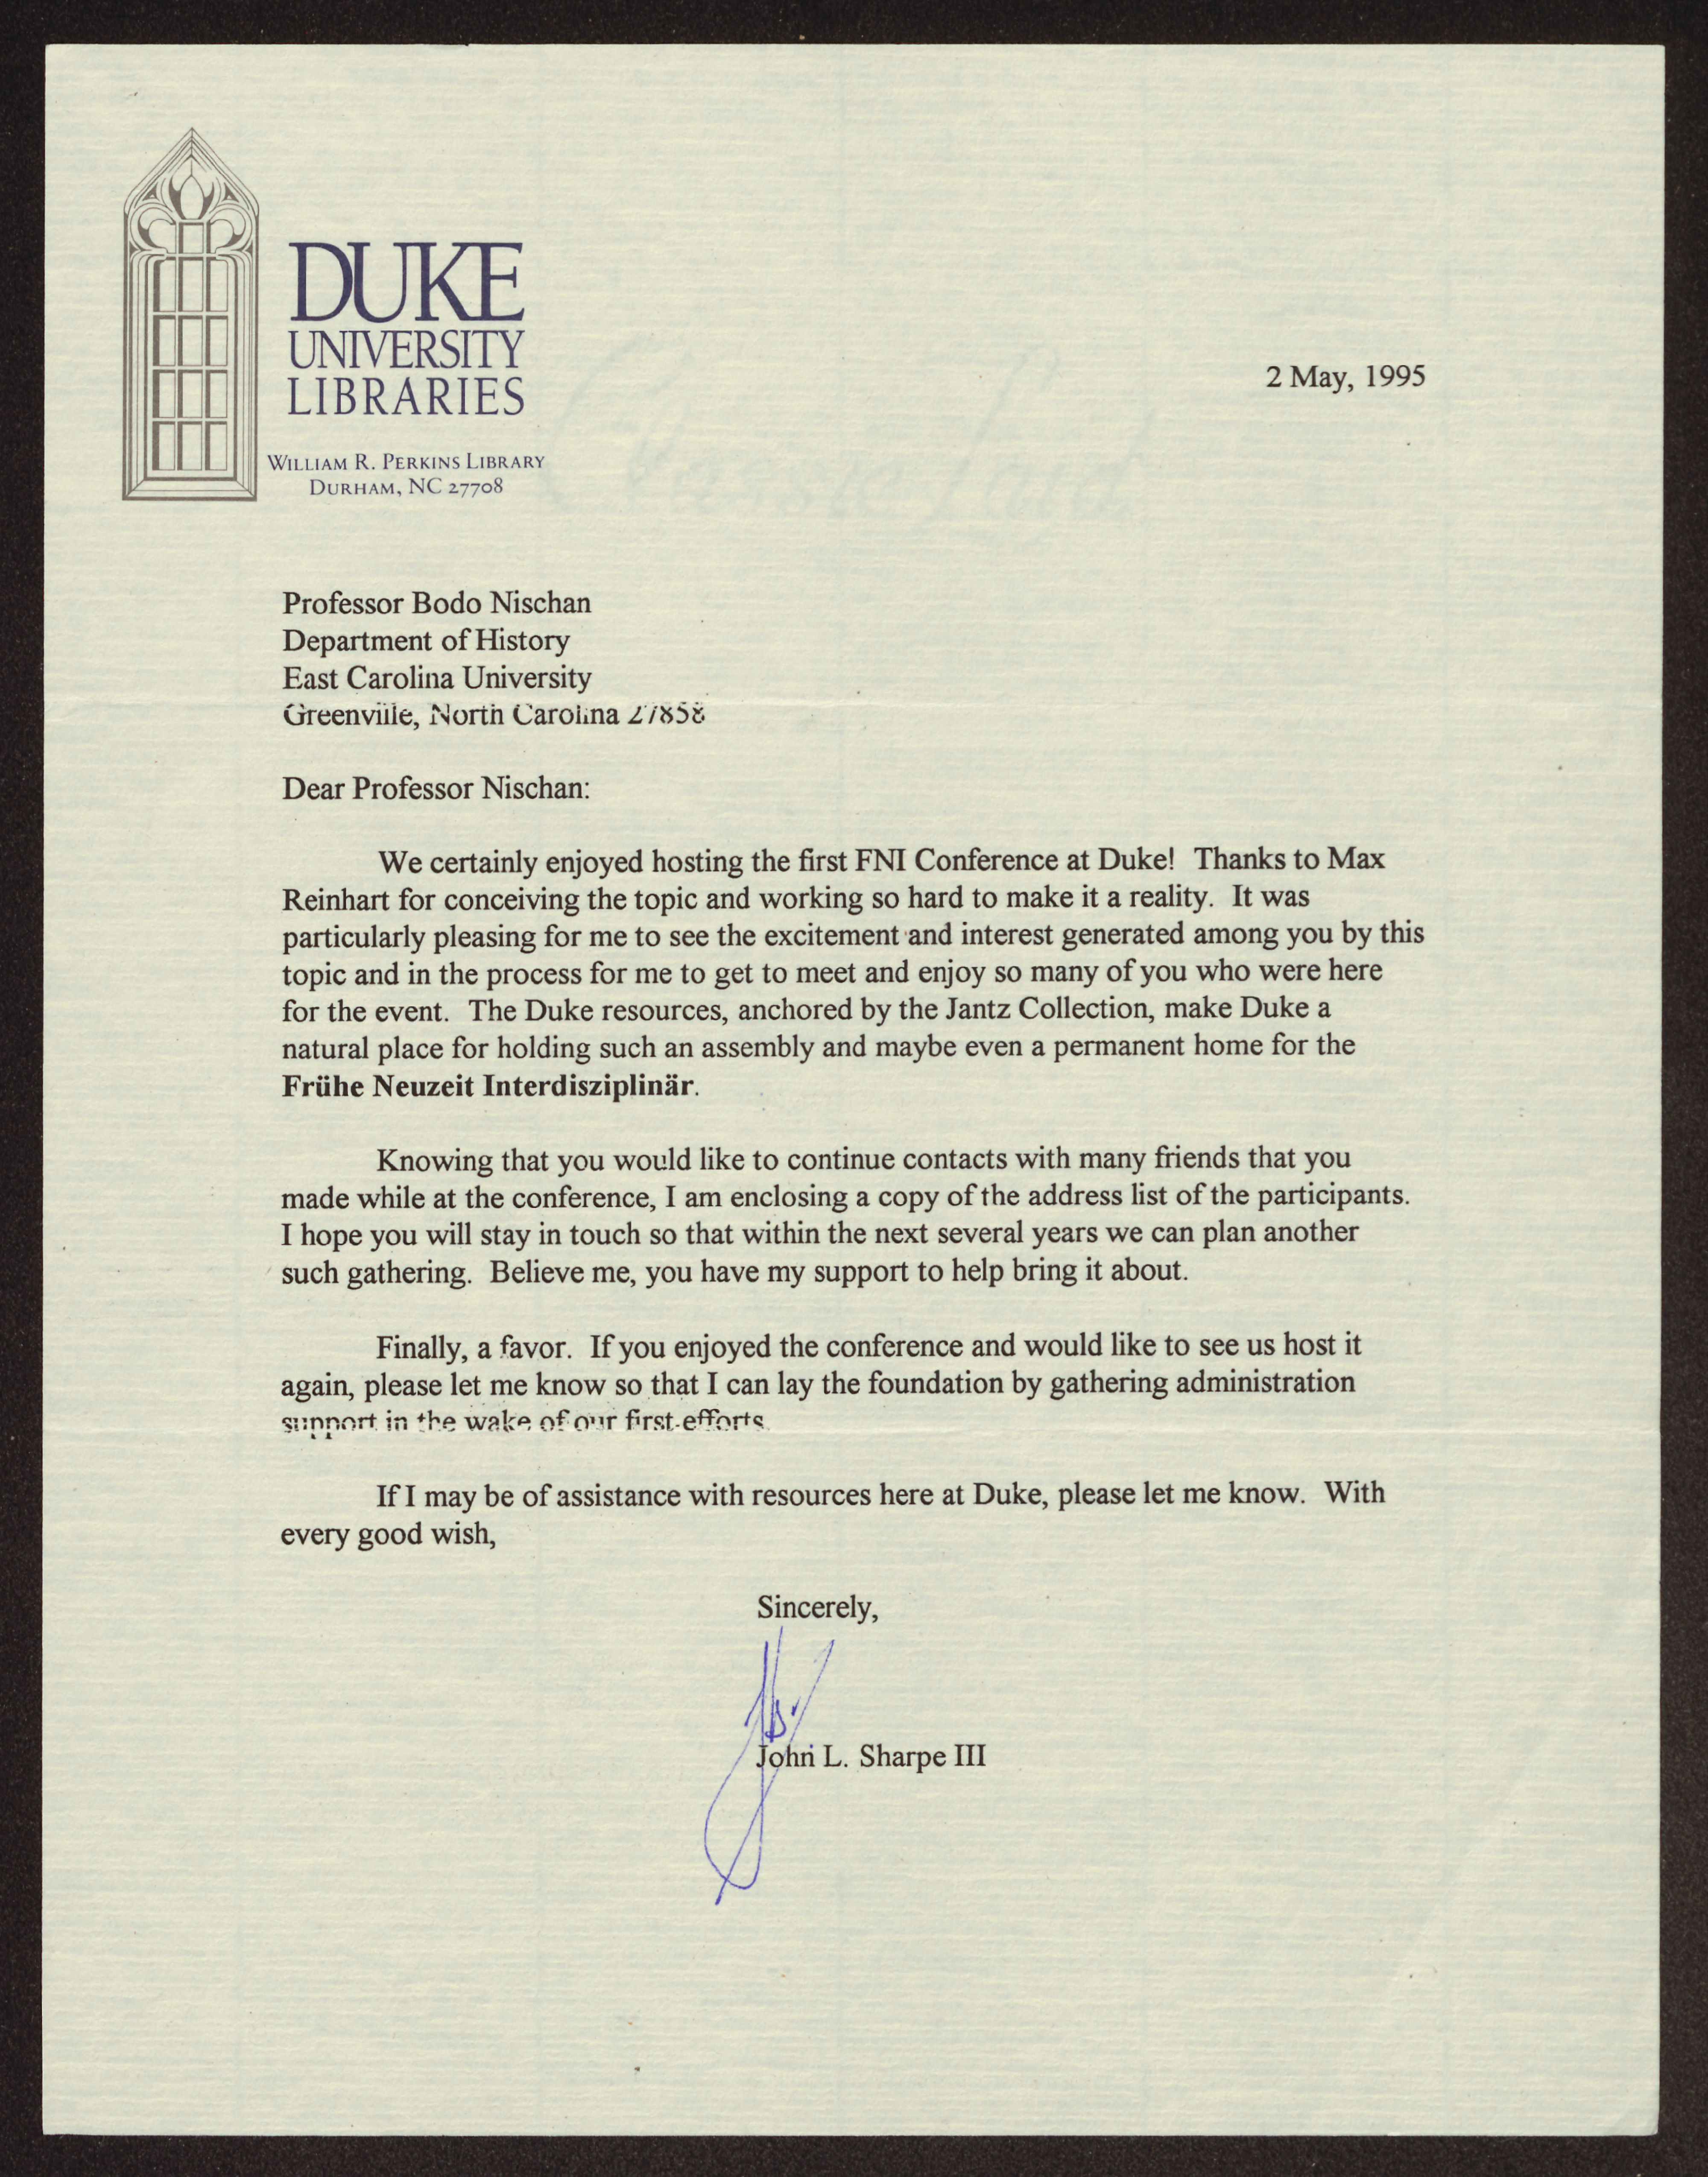 DUKE
UNIVERSITY
LIBRARIES
WILLIAM R. PERKINS LIBRARY
DURHAM, NC 27708
2 May, 1995
Professor Bodo Nischan
Department of History
East Carolina University
Greenville, North Carolina 27858
Dear Professor Nischan:
We certainly enjoyed hosting the first FNI Conference at Duke!  Thanks to Max
Reinhart for conceiving the topic and working so hard to make it a reality.  It was
particularly pleasing for me to see the excitement and interest generated among you by this
topic and in the process for me to get to meet and enjoy so many of you who were here
for the event.  The Duke resources, anchored by the Jantz Collection, make Duke a
natural place for holding such an assembly and maybe even a permanent home for the
Frühe Neuzeit Interdisziplinär.
Knowing that you would like to continue contacts with many friends that you
made while at the conference, I am enclosing a copy of the address list of the participants.
I hope you will stay in touch so that within the next several years we can plan another
such gathering.  Believe me, you have my support to help bring it about.
Finally, a favor.  If you enjoyed the conference and would like to see us host it
again, please let me know so that I can lay the foundation by gathering administration
support in the wake of our first efforts.
If I may be of assistance with resources here at Duke, please let me know.  With
every good wish,
Sincerely,
John L. Sharpe III